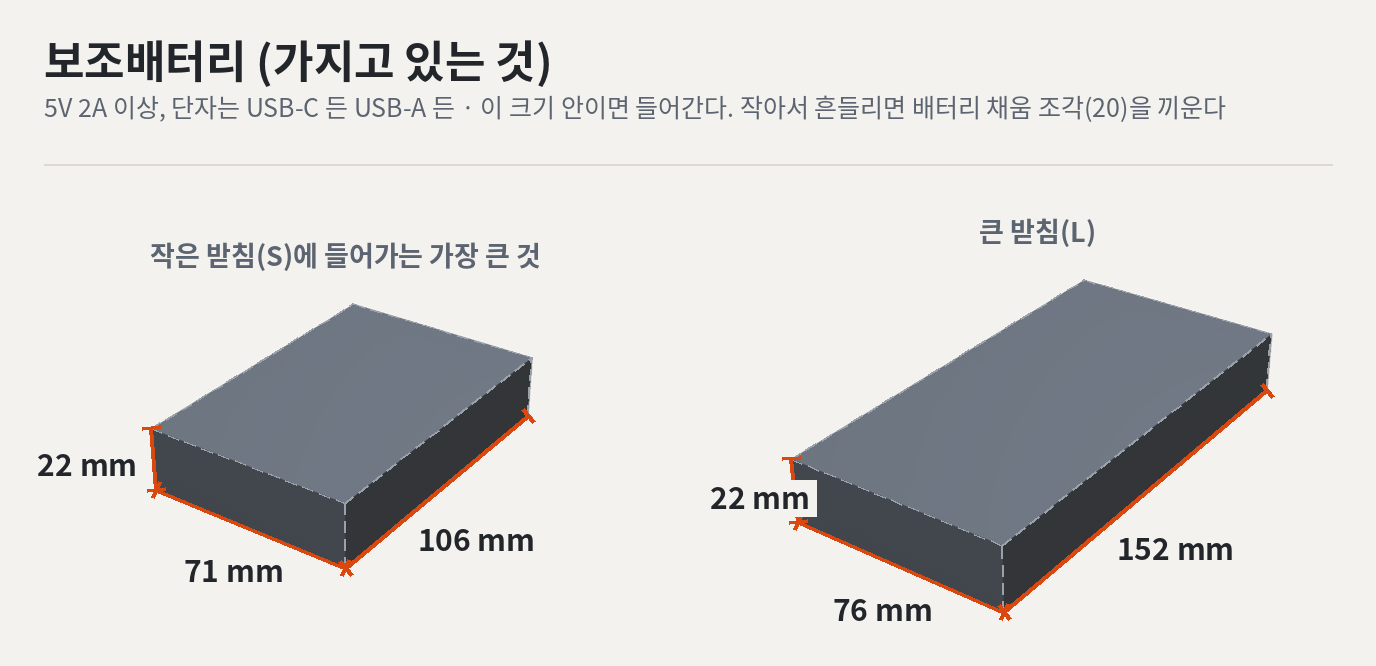 보조배터리 (가지고 있는 것)
5V 2A 이상, 단자는 USB-C 든 USB-A 든 · 이 크기 안이면 들어간다. 작아서 흔들리면 배터리 채움 조각(20)을 끼운다
작은 받침(S)에 들어가는 가장 큰 것
22 mm
71 mm
106 mm
큰 받침(L)
22 mm
76 mm
152 mm